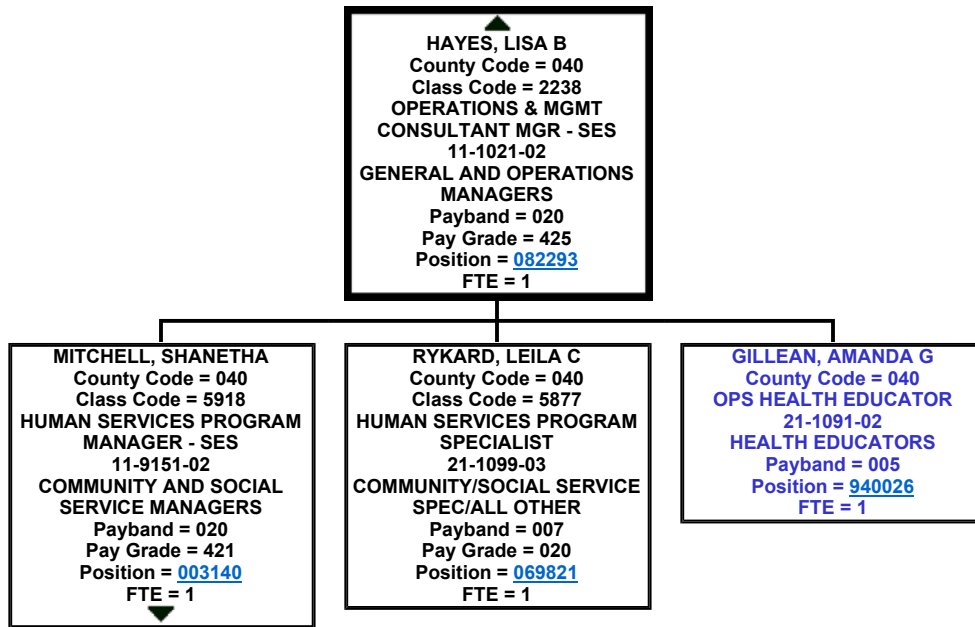 HAYES, LISA B
County Code = 040
Class Code = 2238
OPERATIONS & MGMT
CONSULTANT MGR - SES
11-1021-02
GENERAL AND OPERATIONS
MANAGERS
Payband = 020
Pay Grade = 425
Position = 082293
FTE = 1
MITCHELL, SHANETHA
County Code = 040
Class Code = 5918
HUMAN SERVICES PROGRAM
MANAGER - SES
11-9151-02
COMMUNITY AND SOCIAL
SERVICE MANAGERS
Payband = 020
Pay Grade = 421
Position = 003140
FTE = 1
RYKARD, LEILA C
County Code = 040
Class Code = 5877
HUMAN SERVICES PROGRAM
SPECIALIST
21-1099-03
COMMUNITY/SOCIAL SERVICE
SPEC/ALL OTHER
Payband = 007
Pay Grade = 020
Position = 069821
FTE = 1
GILLEAN, AMANDA G
County Code = 040
OPS HEALTH EDUCATOR
21-1091-02
HEALTH EDUCATORS
Payband = 005
Position = 940026
FTE = 1